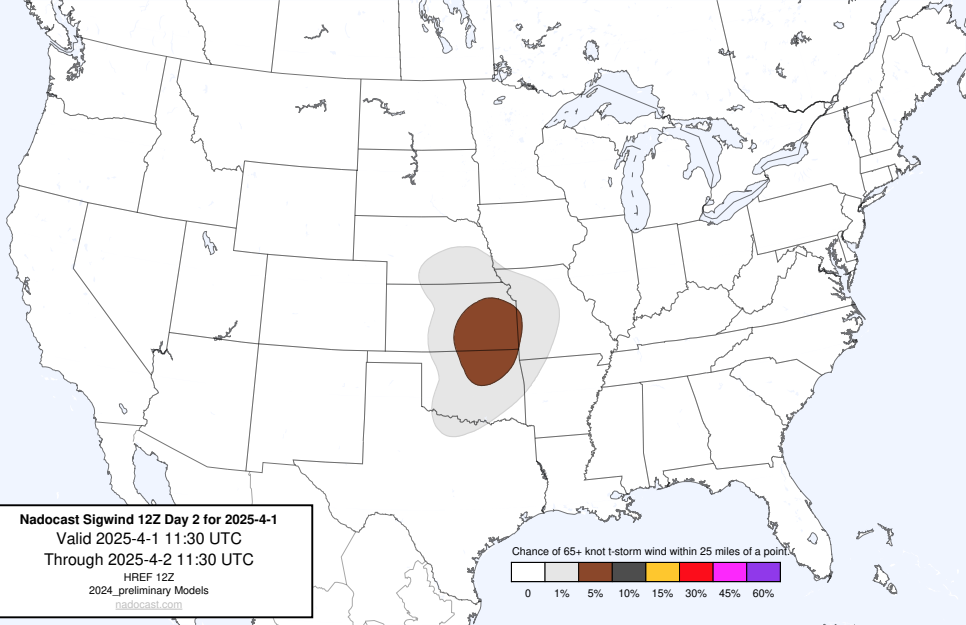 Nadocast Sigwind 12Z Day 2 for 2025-4-1
Valid 2025-4-1 11:30 UTC
Through 2025-4-2 11:30 UTC
HREF 12Z
2024_preliminary Models
nadocast.com
Chance of 65+ knot t-storm wind within 25 miles of a point.
0 1% 5% 10% 15% 30% 45% 60%